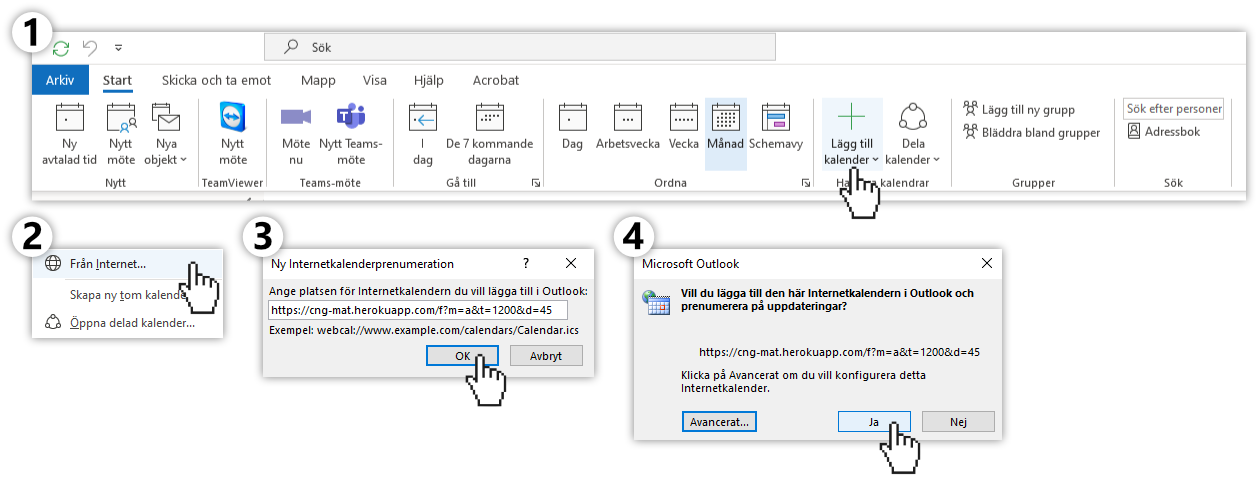 1
Sök
Arkiv Start Skicka och ta emot Mapp Visa Hjälp Acrobat
Ny avtalad tid
Nytt möte
Nya objekt
Nytt
Nytt möte
TeamViewer
Möte nu
Nytt Teams-möte
Teams-möte
I dag
De 7 kommande dagarna
Gå till
Dag
Arbetsvecka
Vecka
Månad
Schemavy
Ordna
Lägg till kalender
Dela kalender
kalendrar
Lägg till ny grupp
Bläddra bland grupper
Grupper
Sök efter personer
Adressbok
Sök
2
Från Internet...
Skapa ny tom kalende
Öppna delad kalender...
3
Ny Internetkalenderprenumeration ?
Ange platsen för Internetkalendern du vill lägga till i Outlook:
https://cng-mat.herokuapp.com/f?m=a&t=1200&d=45
Exempel: webcal://www.example.com/calendars/Calendar.ics
OK Avbryt
4
Microsoft Outlook
Vill du lägga till den här Internetkalendern i Outlook och
prenumerera på uppdateringar?
https://cng-mat.herokuapp.com/f?m=a&t=1200&d=45
Klicka på Avancerat om du vill konfigurera detta
Internetkalender.
Avancerat... Ja Nej